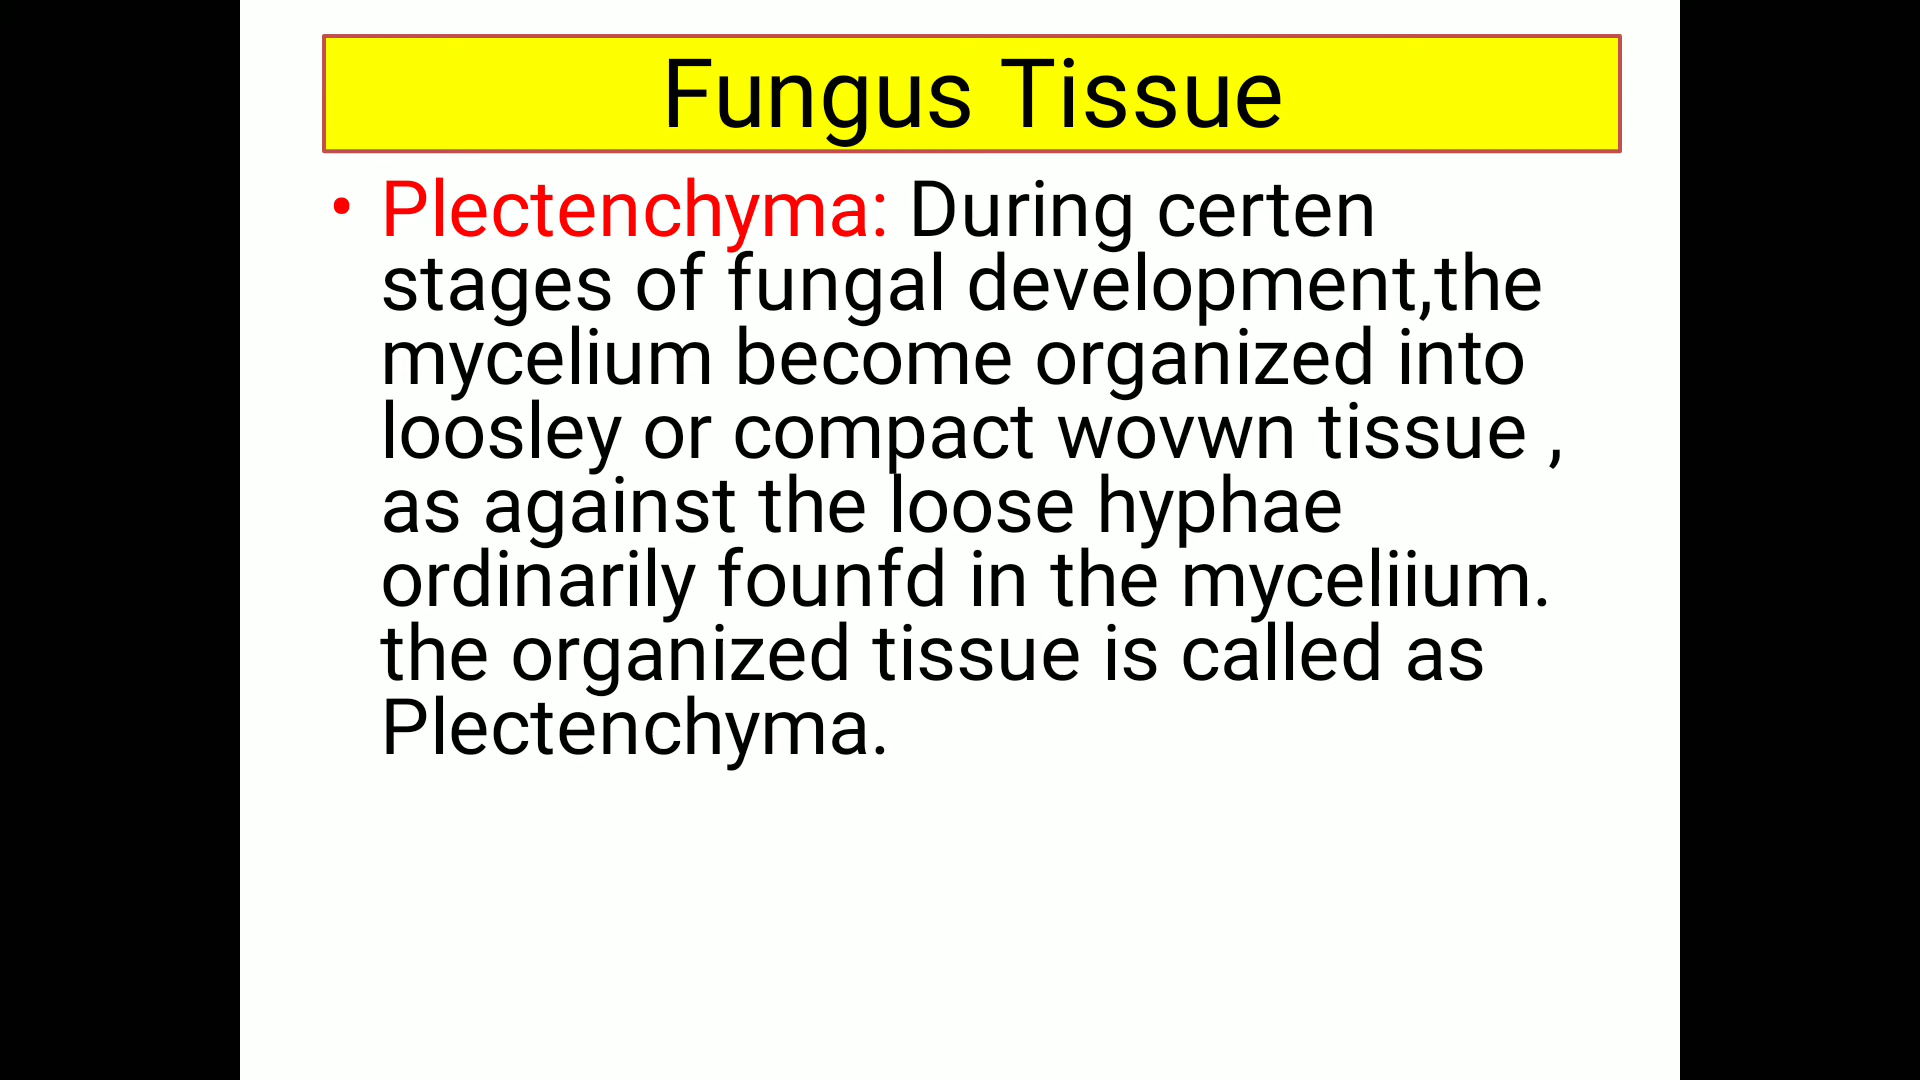 Fungus Tissue
• Plectenchyma: During certen
stages of fungal development,the
mycelium become organized into
loosley or compact wovwn tissue ,
as against the loose hyphae
ordinarily founfd in the myceliium.
the organized tissue is called as
Plectenchyma.